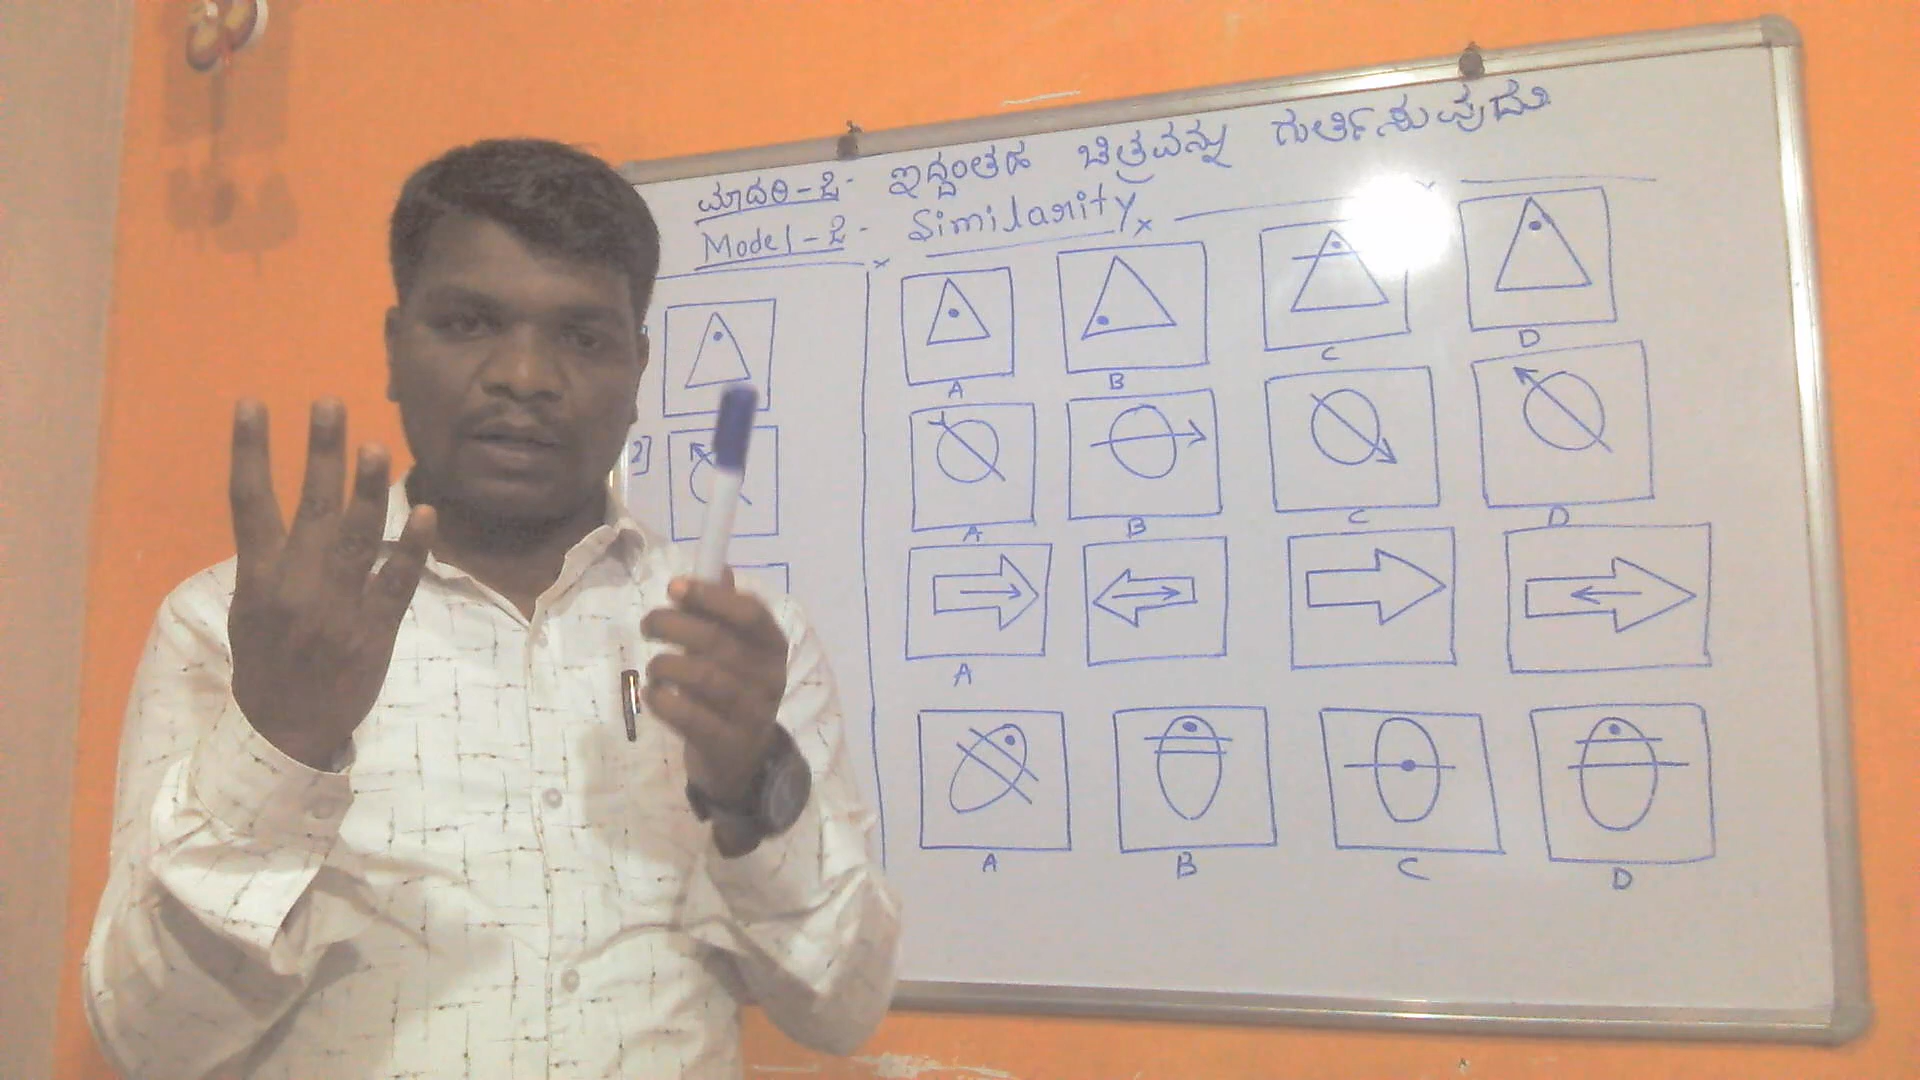 ಮಾದರಿ-೭· ಇದ್ದಂತಹ ಚಿತ್ರವನ್ನು ಗುರ್ತಿಸುವುದು
Model-೭· Similarity
A B C D
2]
A B C D
A
A B C D